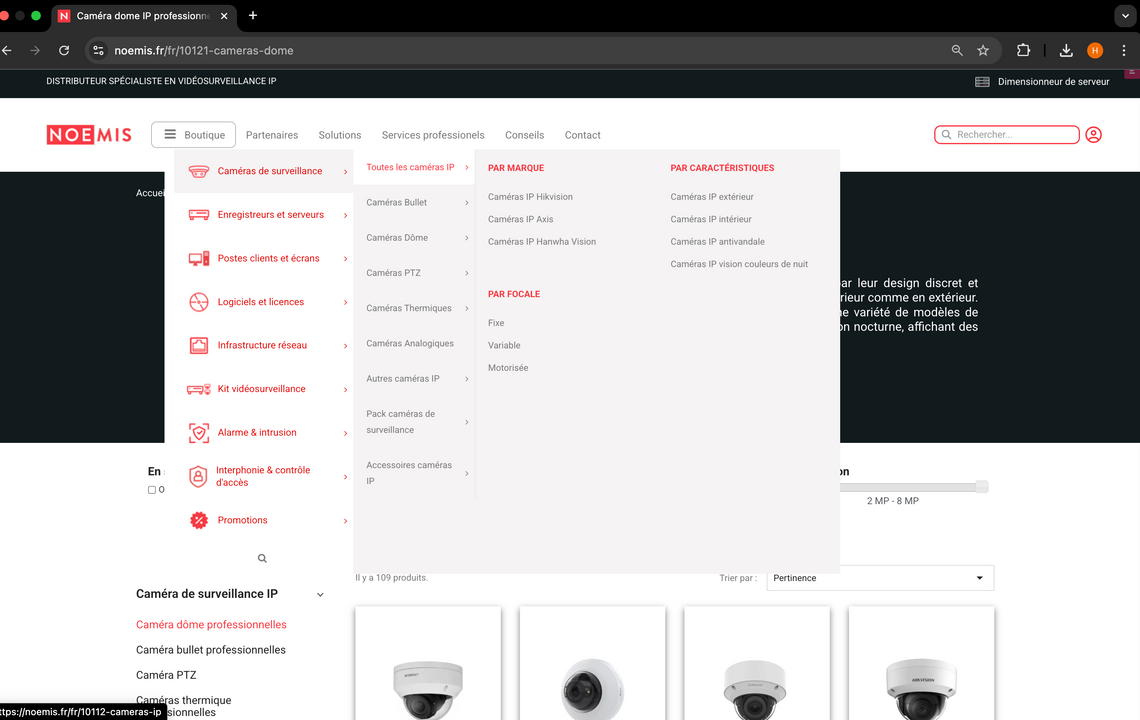 Caméra dome IP professionn
noemis.fr/fr/10121-cameras-dome
H
DISTRIBUTEUR SPÉCIALISTE EN VIDÉOSURVEILLANCE IP
Dimensionneur de serveur
NOEMIS
Boutique
Partenaires
Solutions
Services professionels
Conseils
Contact
Rechercher...
Accuei
Caméras de surveillance
Enregistreurs et serveurs
Postes clients et écrans
Logiciels et licences
Infrastructure réseau
Kit vidéosurveillance
Alarme & intrusion
Interphonie & contrôle
d'accès
Promotions
Toutes les caméras IP
Caméras Bullet
Caméras Dôme
Caméras PTZ
Caméras Thermiques
Caméras Analogiques
Autres caméras IP
Pack caméras de
surveillance
Accessoires caméras
IP
PAR MARQUE
Caméras IP Hikvision
Caméras IP Axis
Caméras IP Hanwha Vision
PAR FOCALE
Fixe
Variable
Motorisée
PAR CARACTÉRISTIQUES
Caméras IP extérieur
Caméras IP intérieur
Caméras IP antivandale
Caméras IP vision couleurs de nuit
ar leur design discret et
rieur comme en extérieur.
ne variété de modèles de
on nocturne, affichant des
En
O
on
2 MP - 8 MP
Il y a 109 produits.
Trier par :
Pertinence
Caméra de surveillance IP
Caméra dôme professionnelles
Caméra bullet professionnelles
Caméra PTZ
Caméras thermique
sionnelles
ttps://noemis.fr/fr/10112-cameras-ip
HIKVISION